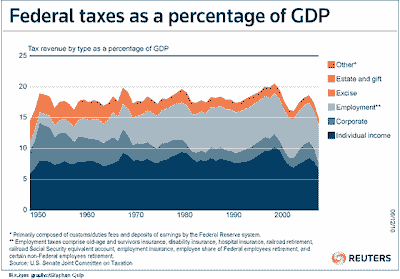 Federal taxes as a percentage of GDP
Tax revenue by type as a percentage of GDP
25
20
15
10
5
0
1950
1960
1970
1980
1990
2000
Other*
Estate and gift
Excise
Employment**
Corporate
Individual income
* Primarily composed of customs/duties fees and deposits of earnings by the Federal Reserve system.
** Employment taxes comprise old-age and survivors insurance, disability insurance, hospital insurance, railroad retirement,
railroad Social Security equivalent account, employment insurance, employee share of Federal employees retirement, and
certain non-Federal employees retirement.
Source: U.S. Senate Joint Committee on Taxation
REUTERS
Reuters graphic/Stephen Culp